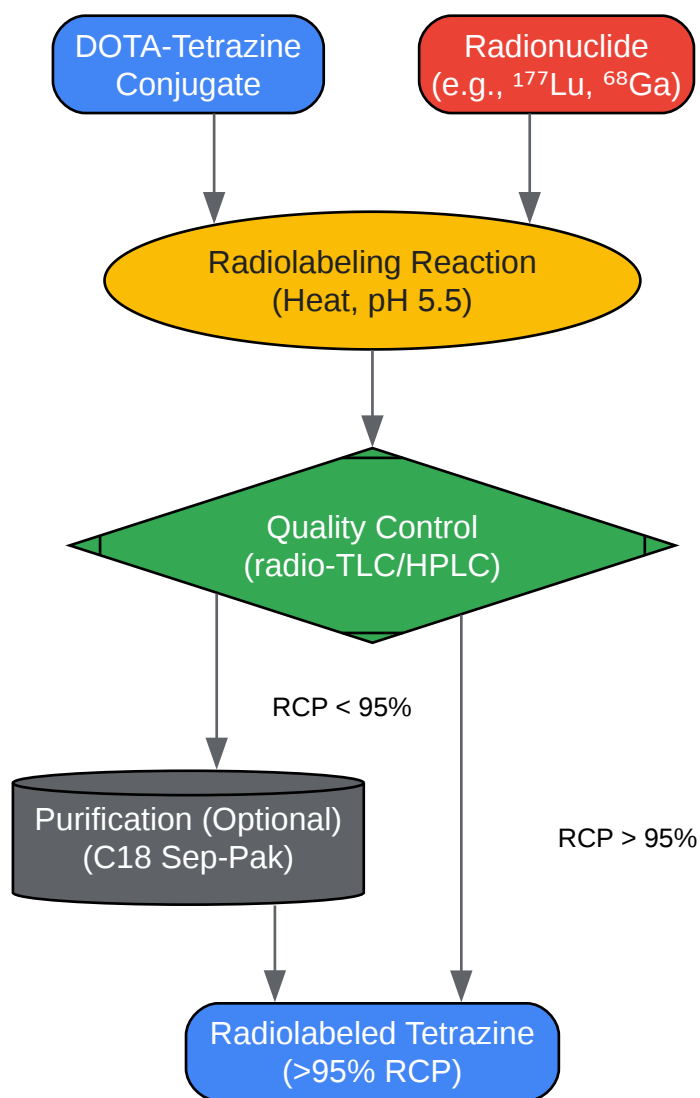 DOTA-Tetrazine
Conjugate
Radionuclide
(e.g., ¹⁷⁷Lu, ⁶⁸Ga)
Radiolabeling Reaction
(Heat, pH 5.5)
Quality Control
(radio-TLC/HPLC)
RCP < 95%
Purification (Optional)
(C18 Sep-Pak)
RCP > 95%
Radiolabeled Tetrazine
(>95% RCP)